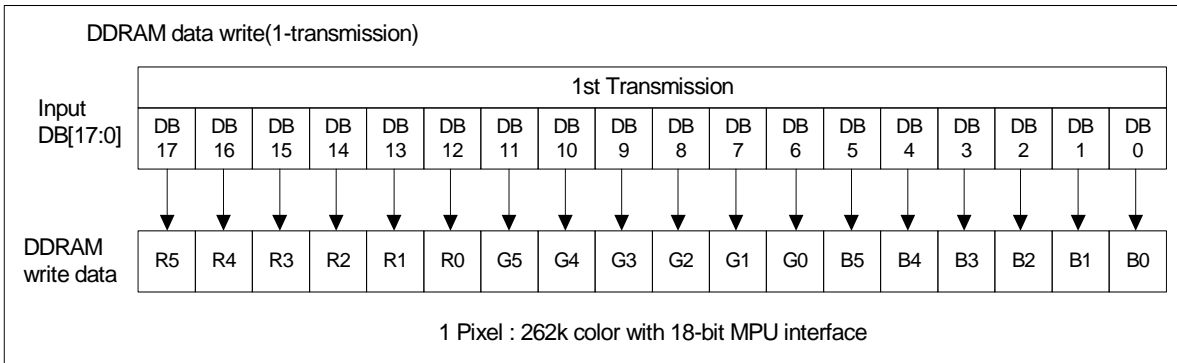 DDRAM data write(1-transmission)
1st Transmission
Input
DB[17:0]
DB 17 DB 16 DB 15 DB 14 DB 13 DB 12 DB 11 DB 10 DB 9 DB 8 DB 7 DB 6 DB 5 DB 4 DB 3 DB 2 DB 1 DB 0
DDRAM
write data
R5 R4 R3 R2 R1 R0 G5 G4 G3 G2 G1 G0 B5 B4 B3 B2 B1 B0
1 Pixel : 262k color with 18-bit MPU interface